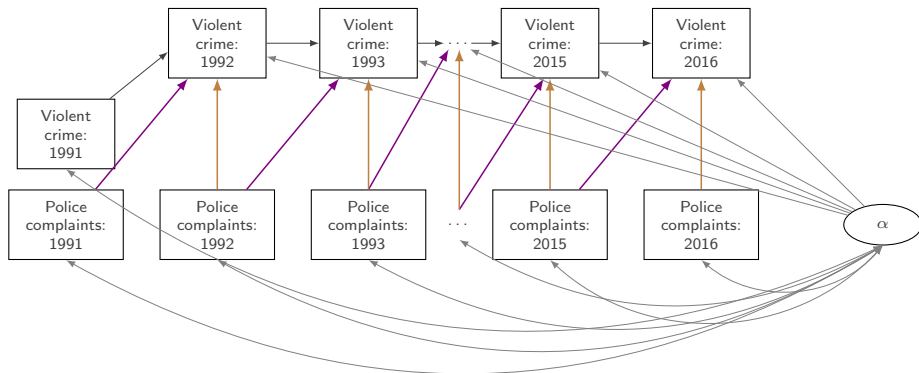 Violent
crime:
1992
Violent
crime:
1993
...
Violent
crime:
2015
Violent
crime:
2016
Violent
crime:
1991
Police
complaints:
1991
Police
complaints:
1992
Police
complaints:
1993
...
Police
complaints:
2015
Police
complaints:
2016
α